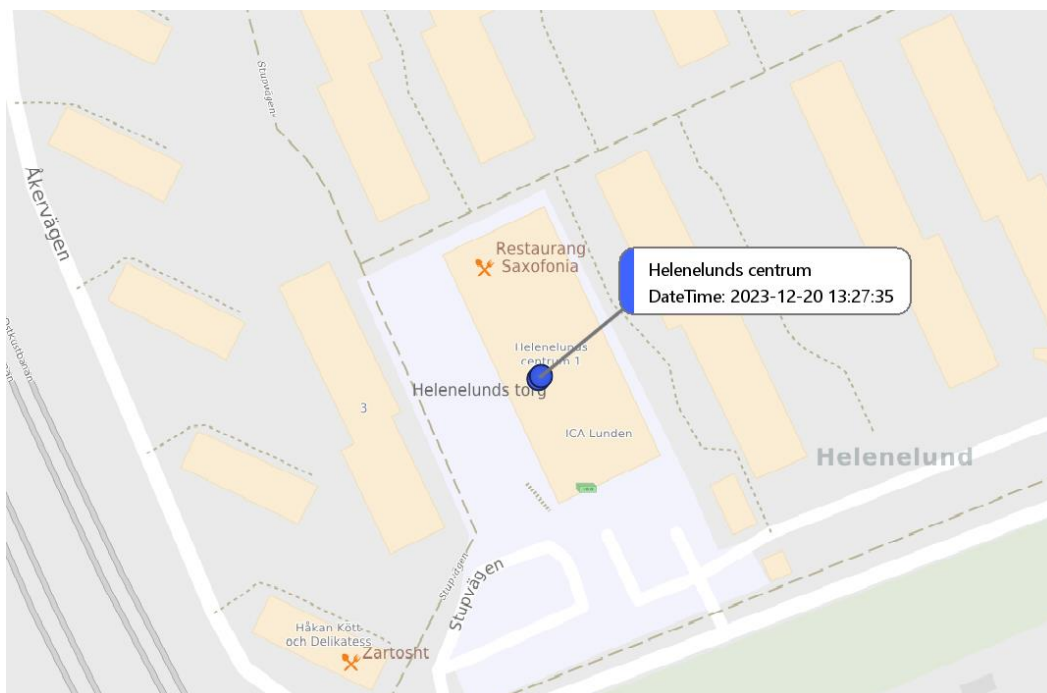 Stupvägen
Åkervägen
Restaurang
Saxofonia
Helenelunds centrum
DateTime: 2023-12-20 13:27:35
Helenelunds
centrum 1
Helenelunds torg
3
ICA Lunden
Helenelund
Ostkustbanan
Stupvägen
Stupvägen
Håkan Kött
och Delikatess
Zartosht